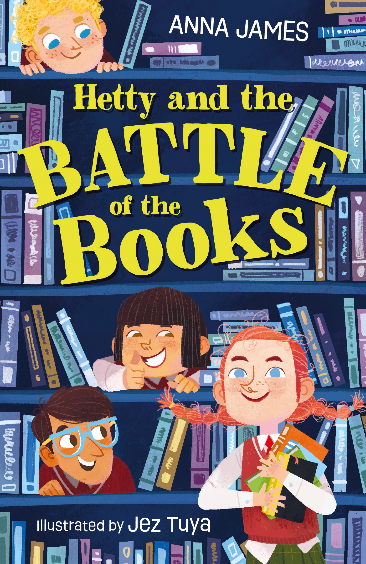 ANNA JAMES
Hetty and the
BATTLE
of the
Books
Illustrated by Jez Tuya